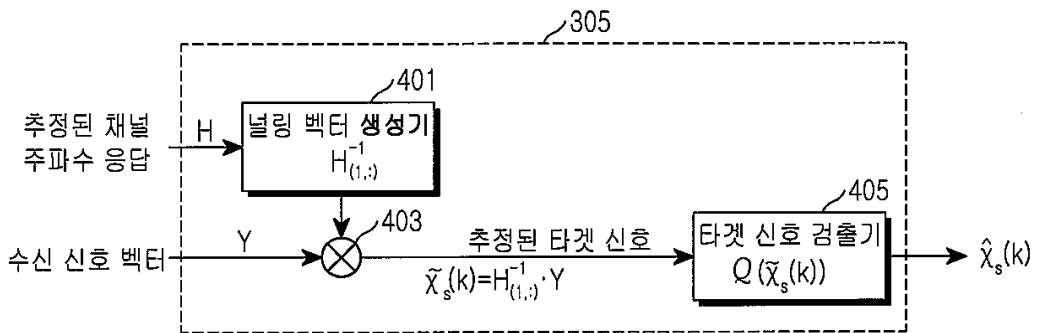 305
401
추정된 채널
주파수 응답
H
널링 벡터 생성기
H⁻¹₍₁,:₎
403
405
수신 신호 벡터
Y
추정된 타겟 신호
x̃ₛ(k)=H⁻¹₍₁,:₎·Y
타겟 신호 검출기
Q(x̃ₛ(k))
x̂ₛ(k)